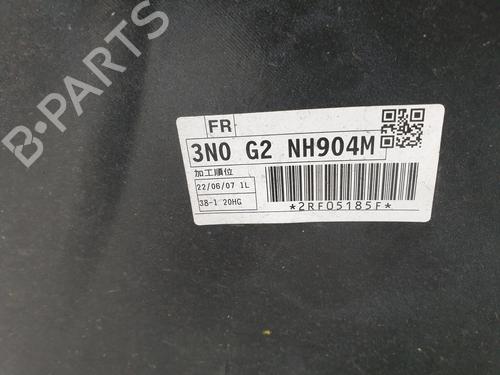 FR
3N0 G2 NH904M
加工順位
22/06/07 1L
38-1 20HG
*2RF05185F*
B-PARTS